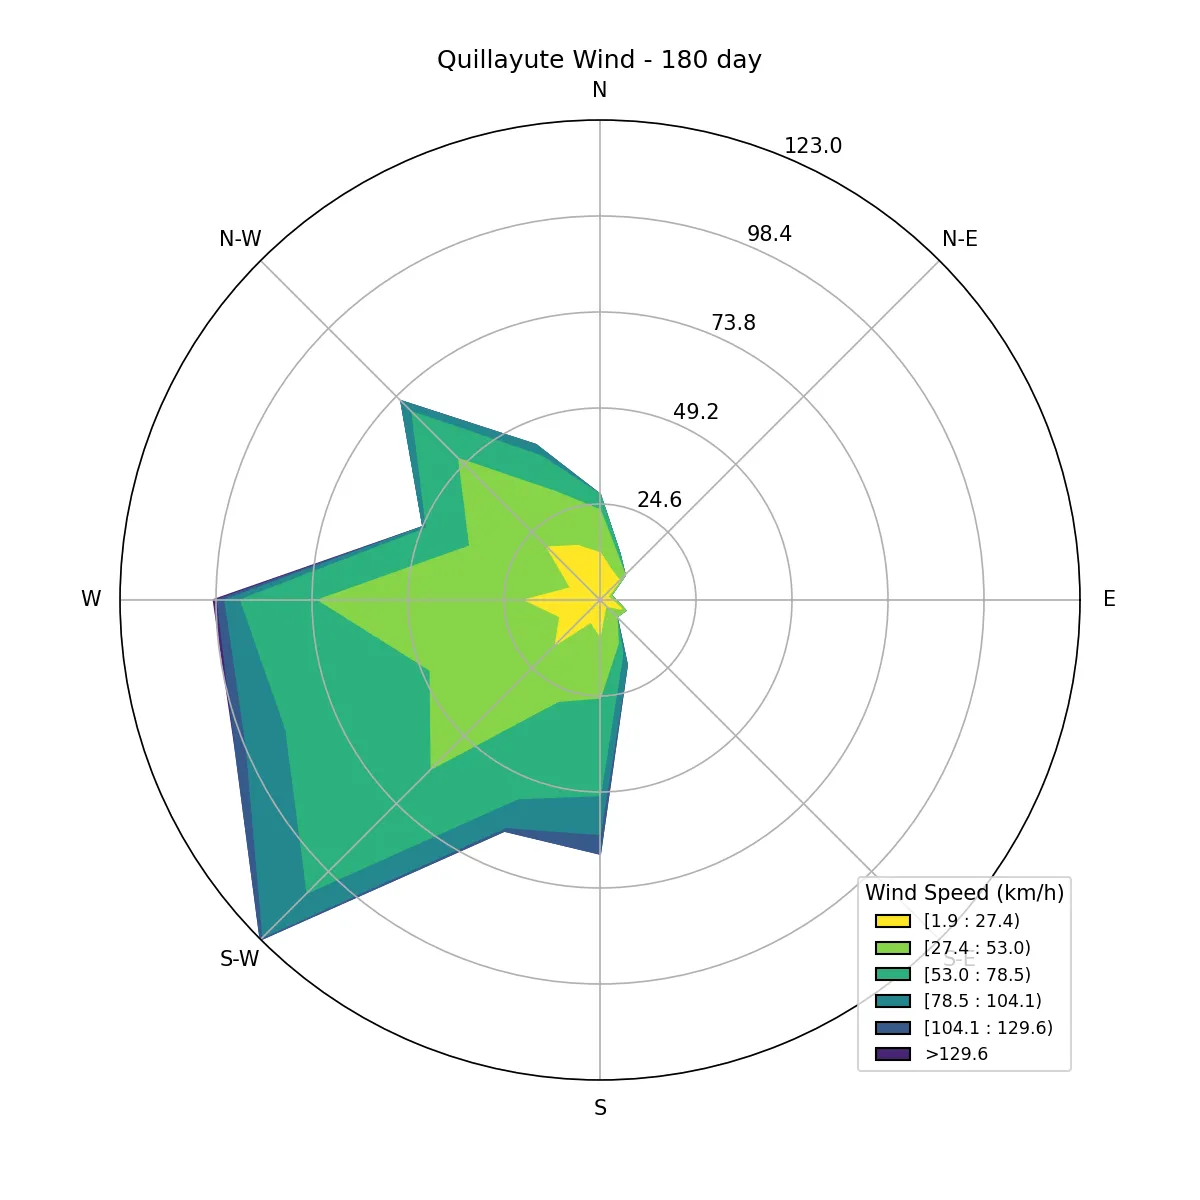 Quillayute Wind - 180 day
N
123.0
N-W
N-E
98.4
73.8
49.2
24.6
W
E
S-W
S-E
S
Wind Speed (km/h)
[1.9 : 27.4)
[27.4 : 53.0)
[53.0 : 78.5)
[78.5 : 104.1)
[104.1 : 129.6)
>129.6